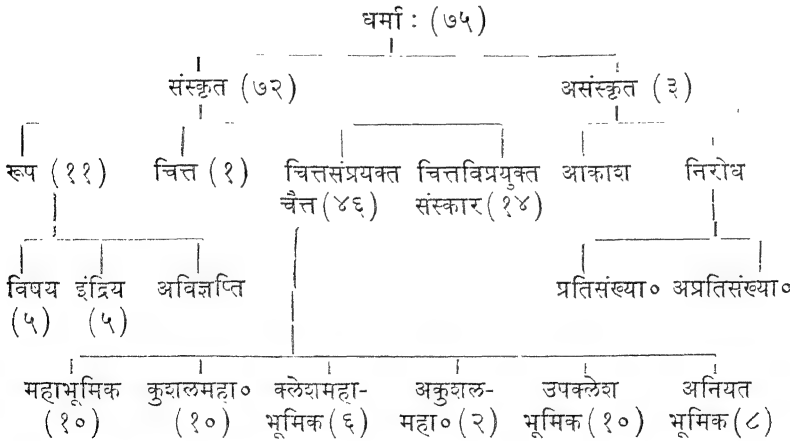 धर्मा : (७५)
संस्कृत (७२) असंस्कृत (३)
रूप (११) चित्त (१) चित्तसंप्रयक्त चित्तविप्रयुक्त आकाश निरोध
चैत्त (४६) संस्कार (१४)
विषय इंद्रिय अविज्ञप्ति प्रतिसंख्या० अप्रतिसंख्या०
(५) (५)
महाभूमिक कुशलमहा० क्लेशमहा- अकुशल- उपक्लेश अनियत
(१०) (१०) भूमिक (६) महा० (२) भूमिक (१०) भूमिक (८)